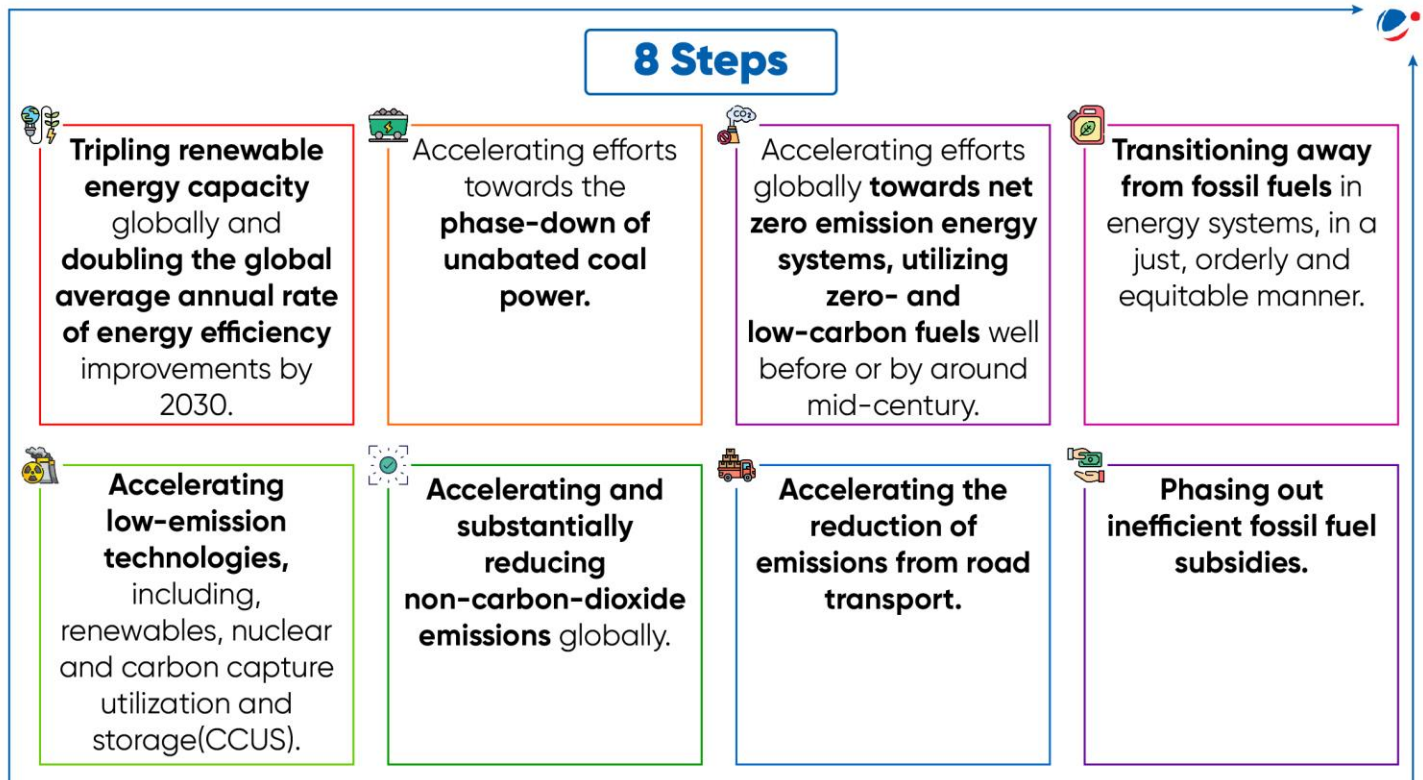 8 Steps
Tripling renewable
energy capacity
globally and
doubling the global
average annual rate
of energy efficiency
improvements by
2030.
Accelerating efforts
towards the
phase-down of
unabated coal
power.
CO2
Accelerating efforts
globally towards net
zero emission energy
systems, utilizing
zero- and
low-carbon fuels well
before or by around
mid-century.
Transitioning away
from fossil fuels in
energy systems, in a
just, orderly and
equitable manner.
Accelerating
low-emission
technologies,
including,
renewables, nuclear
and carbon capture
utilization and
storage(CCUS).
Accelerating and
substantially
reducing
non-carbon-dioxide
emissions globally.
Accelerating the
reduction of
emissions from road
transport.
Phasing out
inefficient fossil fuel
subsidies.